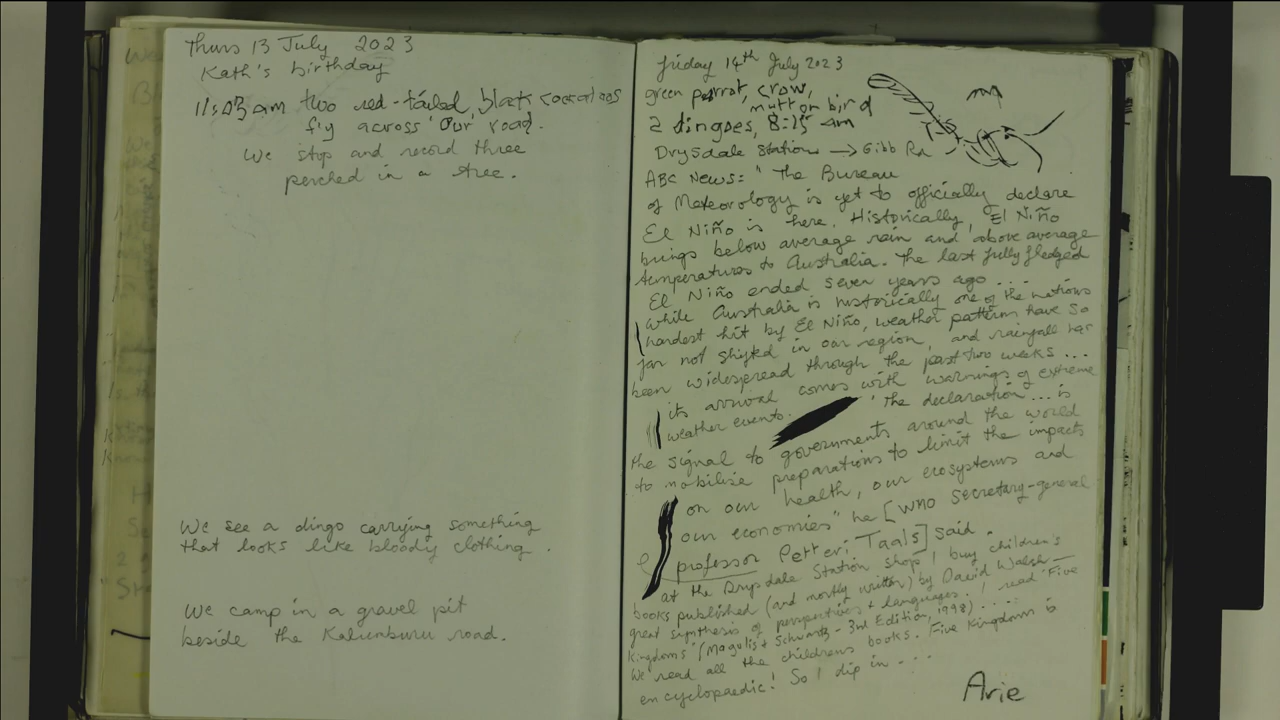 Thurs 13 July 2023
Kath's birthday
11:03 am two red-tailed black cockatoos
fly across 'our' road.
We stop and record three
perched in a tree.
We see a dingo carrying something
that looks like bloody clothing.
We camp in a gravel pit
beside the Kalumburu road.
Friday 14th July 2023
green parrot, crow,
mutton bird
2 dingoes, 8:15 am
Drysdale Station → Gibb Rd
ABC News: "The Bureau
of Meteorology is yet to officially declare
El Niño is here. Historically, El Niño
brings below average rain and above average
temperatures to Australia. The last fully fledged
El Niño ended seven years ago ...
While Australia is historically one of the nations
hardest hit by El Niño, weather patterns have so
far not shifted in our region, and rainfall has
been widespread through the past two weeks ...
its arrival comes with warnings of extreme
weather events. 'The declaration ... is
the signal to governments around the world
to mobilise preparations to limit the impacts
on our health, our ecosystems and
our economies" he [WMO Secretary-general
professor Petteri Taals] said.
at the Drysdale Station shop I buy children's
books published (and mostly written) by David Walsh —
great synthesis of perspectives + languages. I read 'Five
Kingdoms' (Magulis + Schwartz - 3rd Edition, 1998) ....
We read all the childrens books. Five Kingdoms is
encyclopaedic! So I dip in ...
Arie